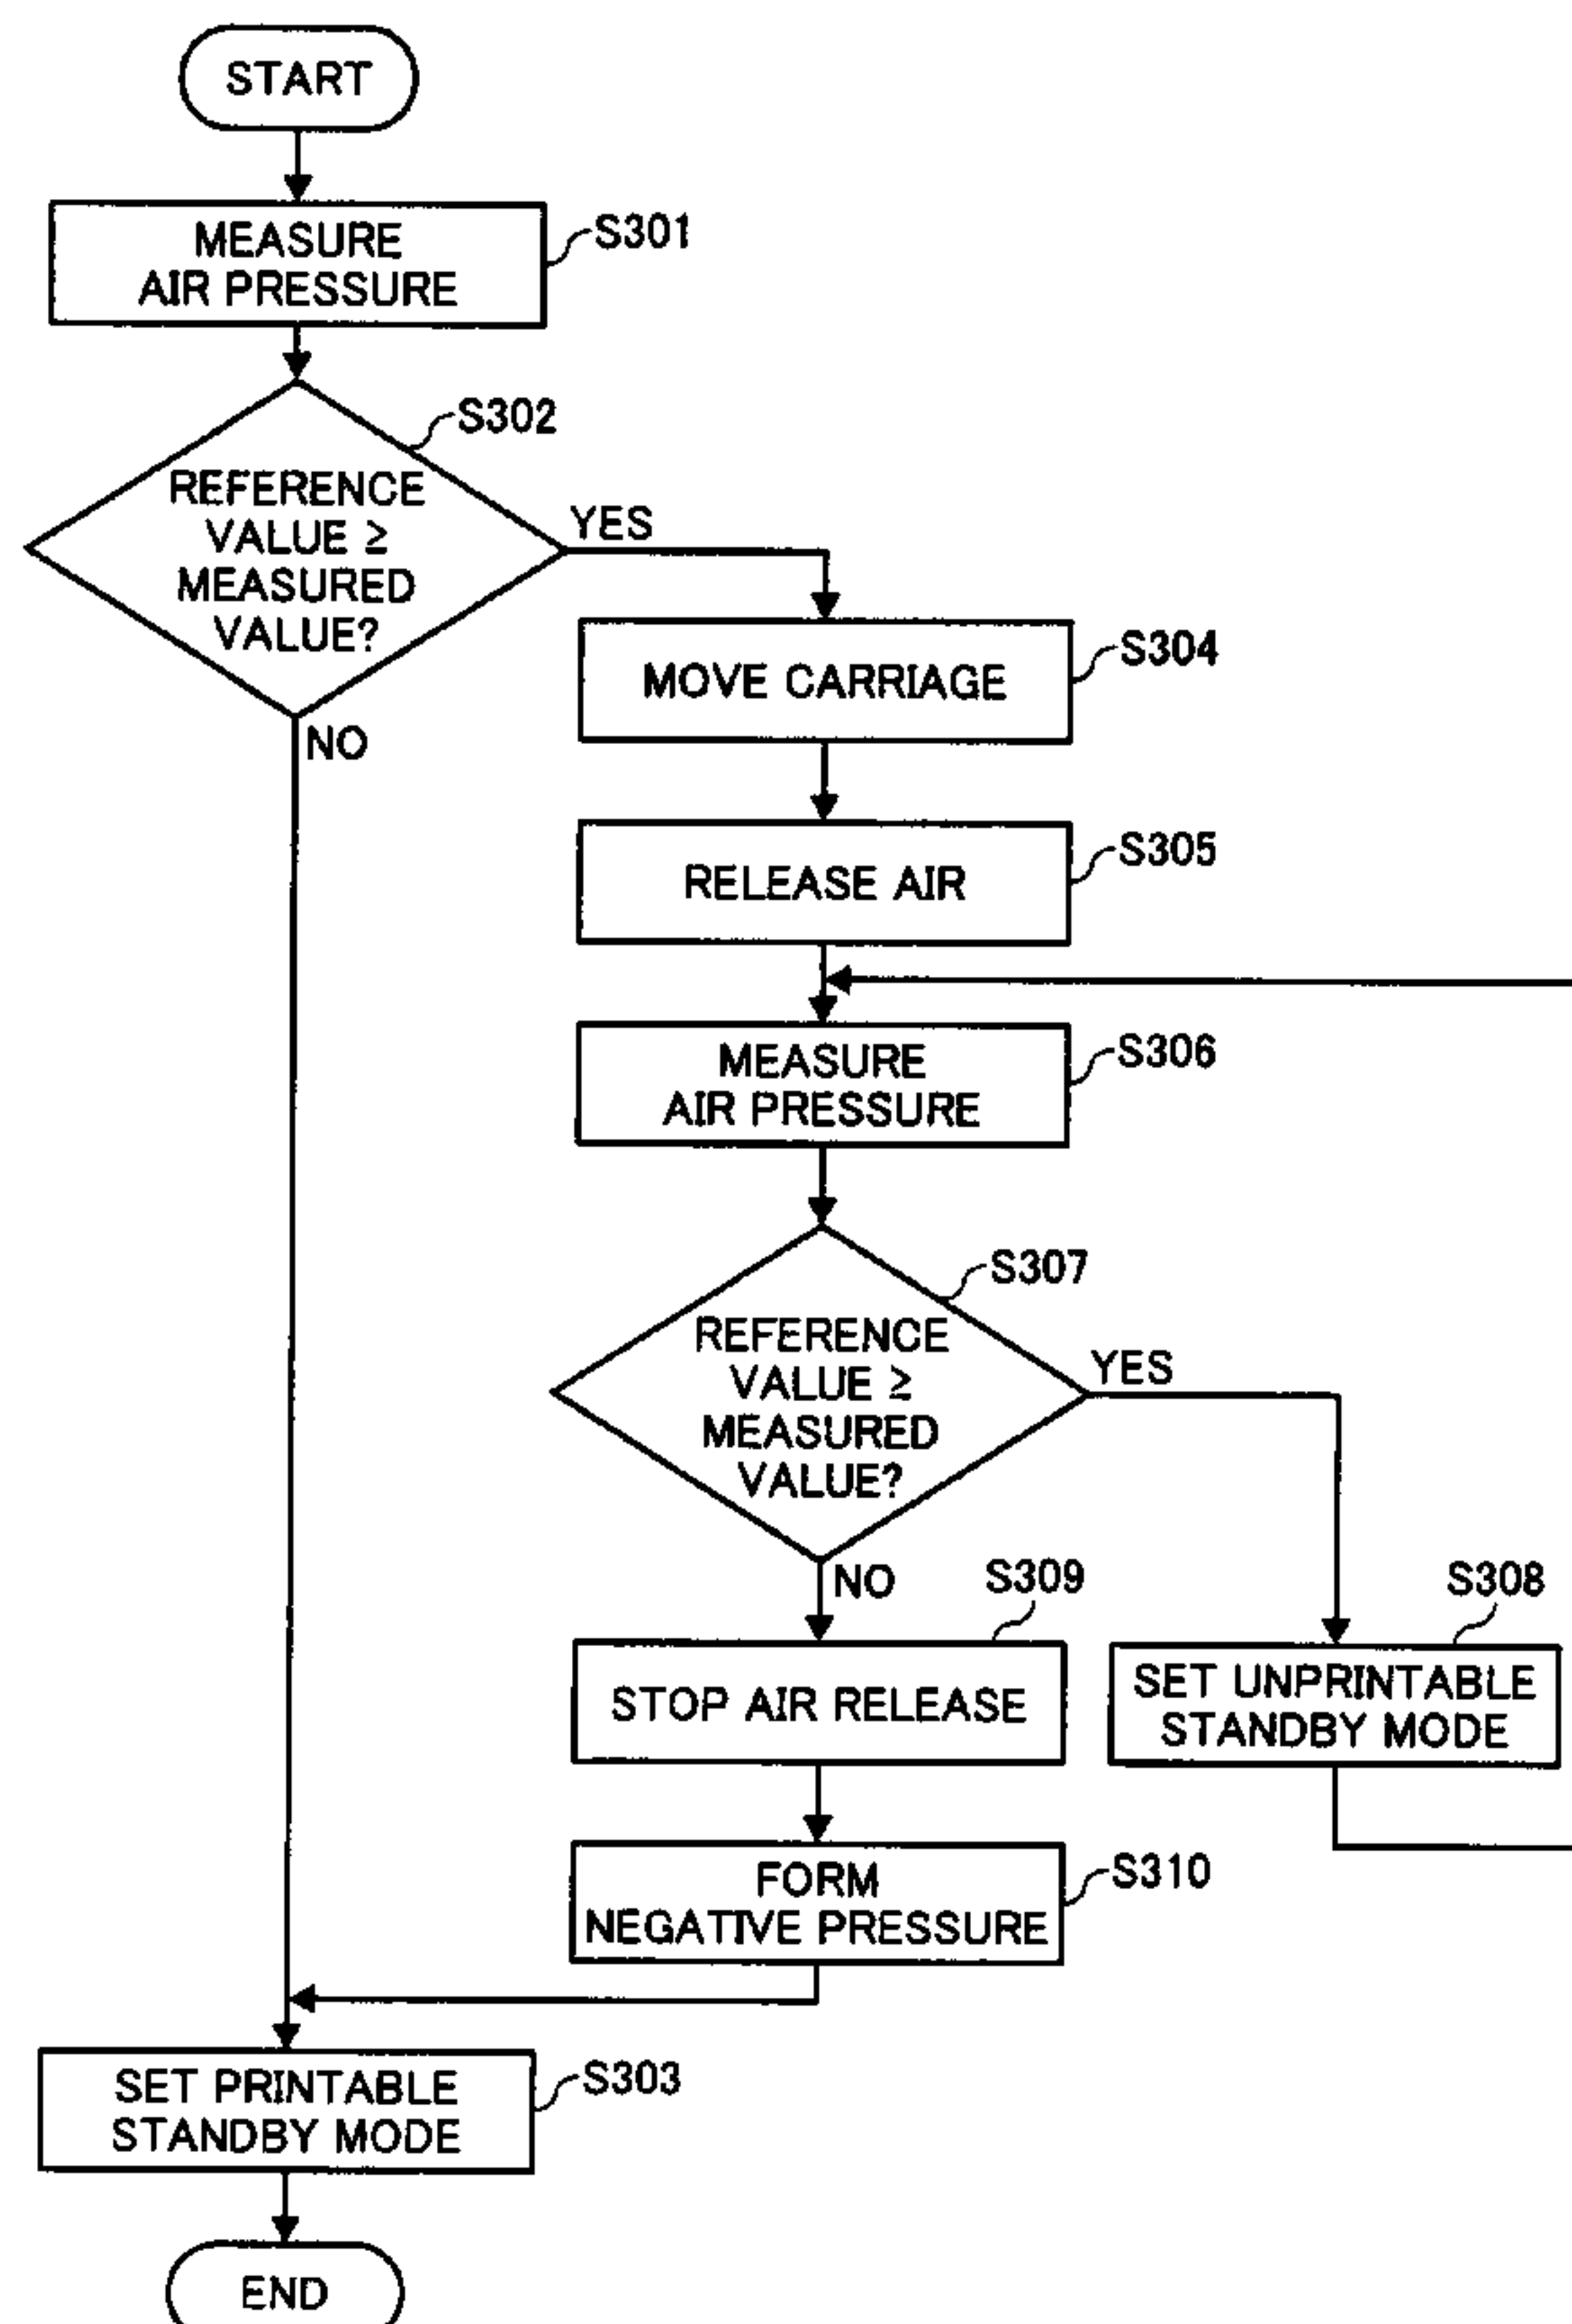 START
MEASURE
AIR PRESSURE
S301
S302
REFERENCE
VALUE ≥
MEASURED
VALUE?
YES
NO
MOVE CARRIAGE
S304
RELEASE AIR
S305
MEASURE
AIR PRESSURE
S306
S307
REFERENCE
VALUE ≥
MEASURED
VALUE?
YES
NO
S309
STOP AIR RELEASE
S308
SET UNPRINTABLE
STANDBY MODE
FORM
NEGATIVE PRESSURE
S310
SET PRINTABLE
STANDBY MODE
S303
END